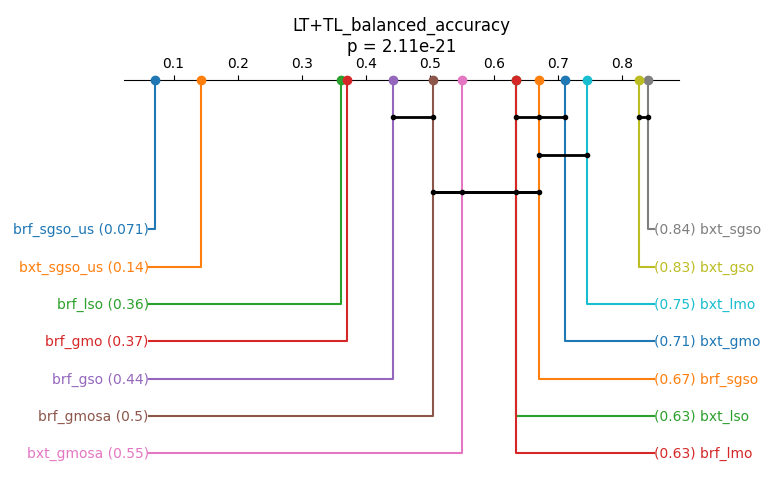 LT+TL_balanced_accuracy
p = 2.11e-21
0.1 0.2 0.3 0.4 0.5 0.6 0.7 0.8
brf_sgso_us (0.071) (0.84) bxt_sgso
bxt_sgso_us (0.14) (0.83) bxt_gso
brf_lso (0.36) (0.75) bxt_lmo
brf_gmo (0.37) (0.71) bxt_gmo
brf_gso (0.44) (0.67) brf_sgso
brf_gmosa (0.5) (0.63) bxt_lso
bxt_gmosa (0.55) (0.63) brf_lmo